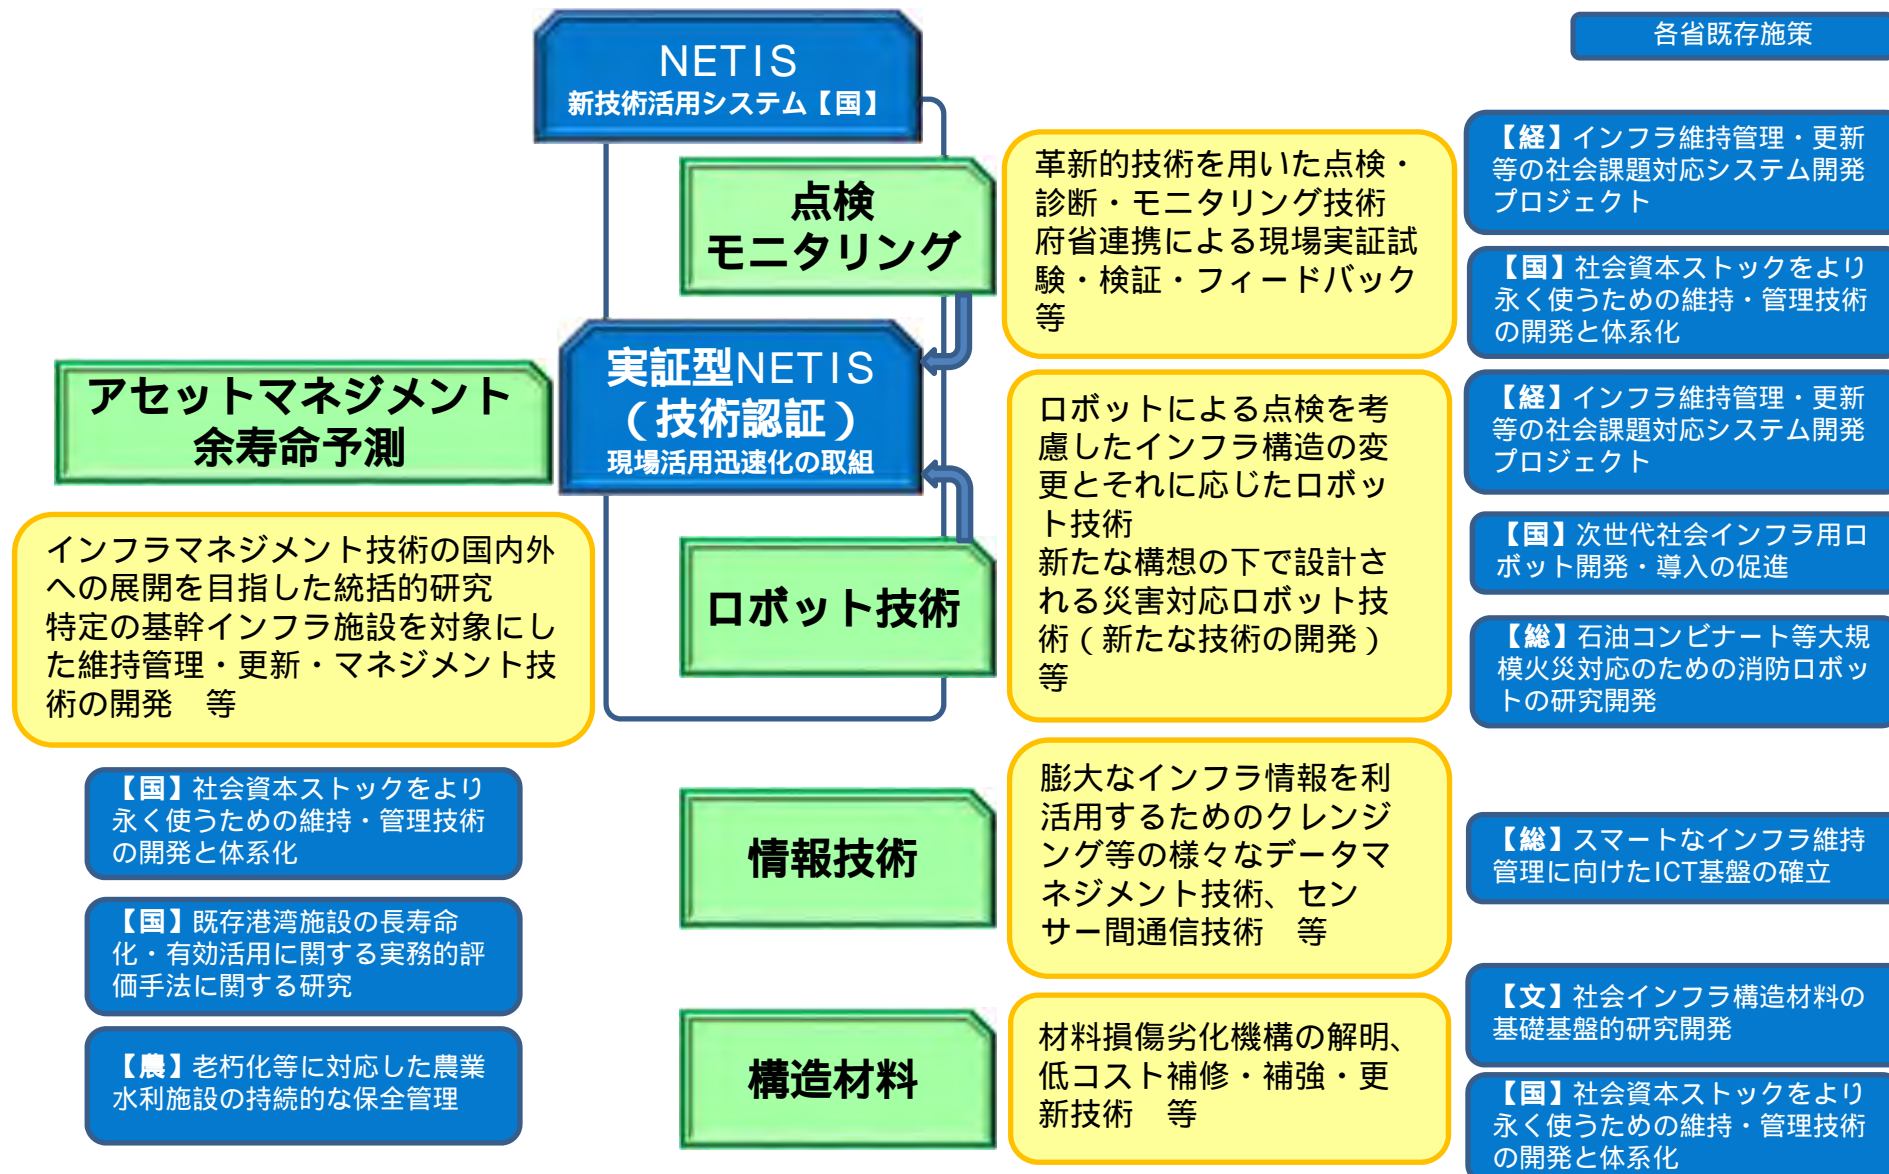 NETIS
新技術活用システム【国】
各省既存施策
点検
モニタリング
革新的技術を用いた点検・
診断・モニタリング技術
府省連携による現場実証試
験・検証・フィードバック
等
【経】インフラ維持管理・更新
等の社会課題対応システム開発
プロジェクト
【国】社会資本ストックをより
永く使うための維持・管理技術
の開発と体系化
実証型NETIS
（技術認証）
現場活用迅速化の取組
アセットマネジメント
余寿命予測
インフラマネジメント技術の国内外
への展開を目指した統括的研究
特定の基幹インフラ施設を対象にし
た維持管理・更新・マネジメント技
術の開発　等
【国】社会資本ストックをより
永く使うための維持・管理技術
の開発と体系化
【国】既存港湾施設の長寿命
化・有効活用に関する実務的評
価手法に関する研究
【農】老朽化等に対応した農業
水利施設の持続的な保全管理
ロボット技術
ロボットによる点検を考
慮したインフラ構造の変
更とそれに応じたロボッ
ト技術
新たな構想の下で設計さ
れる災害対応ロボット技
術（新たな技術の開発）
等
【経】インフラ維持管理・更新
等の社会課題対応システム開発
プロジェクト
【国】次世代社会インフラ用ロ
ボット開発・導入の促進
【総】石油コンビナート等大規
模火災対応のための消防ロボッ
トの研究開発
情報技術
膨大なインフラ情報を利
活用するためのクレンジ
ング等の様々なデータマ
ネジメント技術、セン
サー間通信技術　等
【総】スマートなインフラ維持
管理に向けたICT基盤の確立
構造材料
材料損傷劣化機構の解明、
低コスト補修・補強・更
新技術　等
【文】社会インフラ構造材料の
基礎基盤的研究開発
【国】社会資本ストックをより
永く使うための維持・管理技術
の開発と体系化